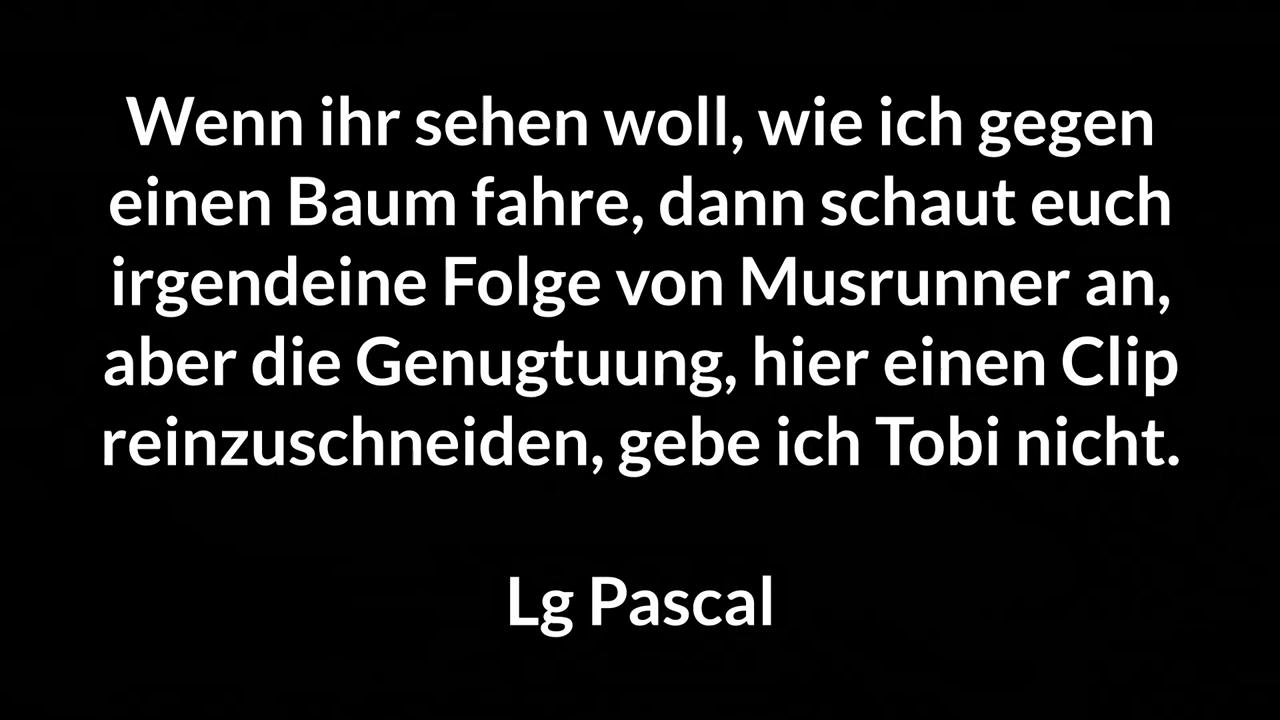 Wenn ihr sehen woll, wie ich gegen
einen Baum fahre, dann schaut euch
irgendeine Folge von Musrunner an,
aber die Genugtuung, hier einen Clip
reinzuschneiden, gebe ich Tobi nicht.
Lg Pascal